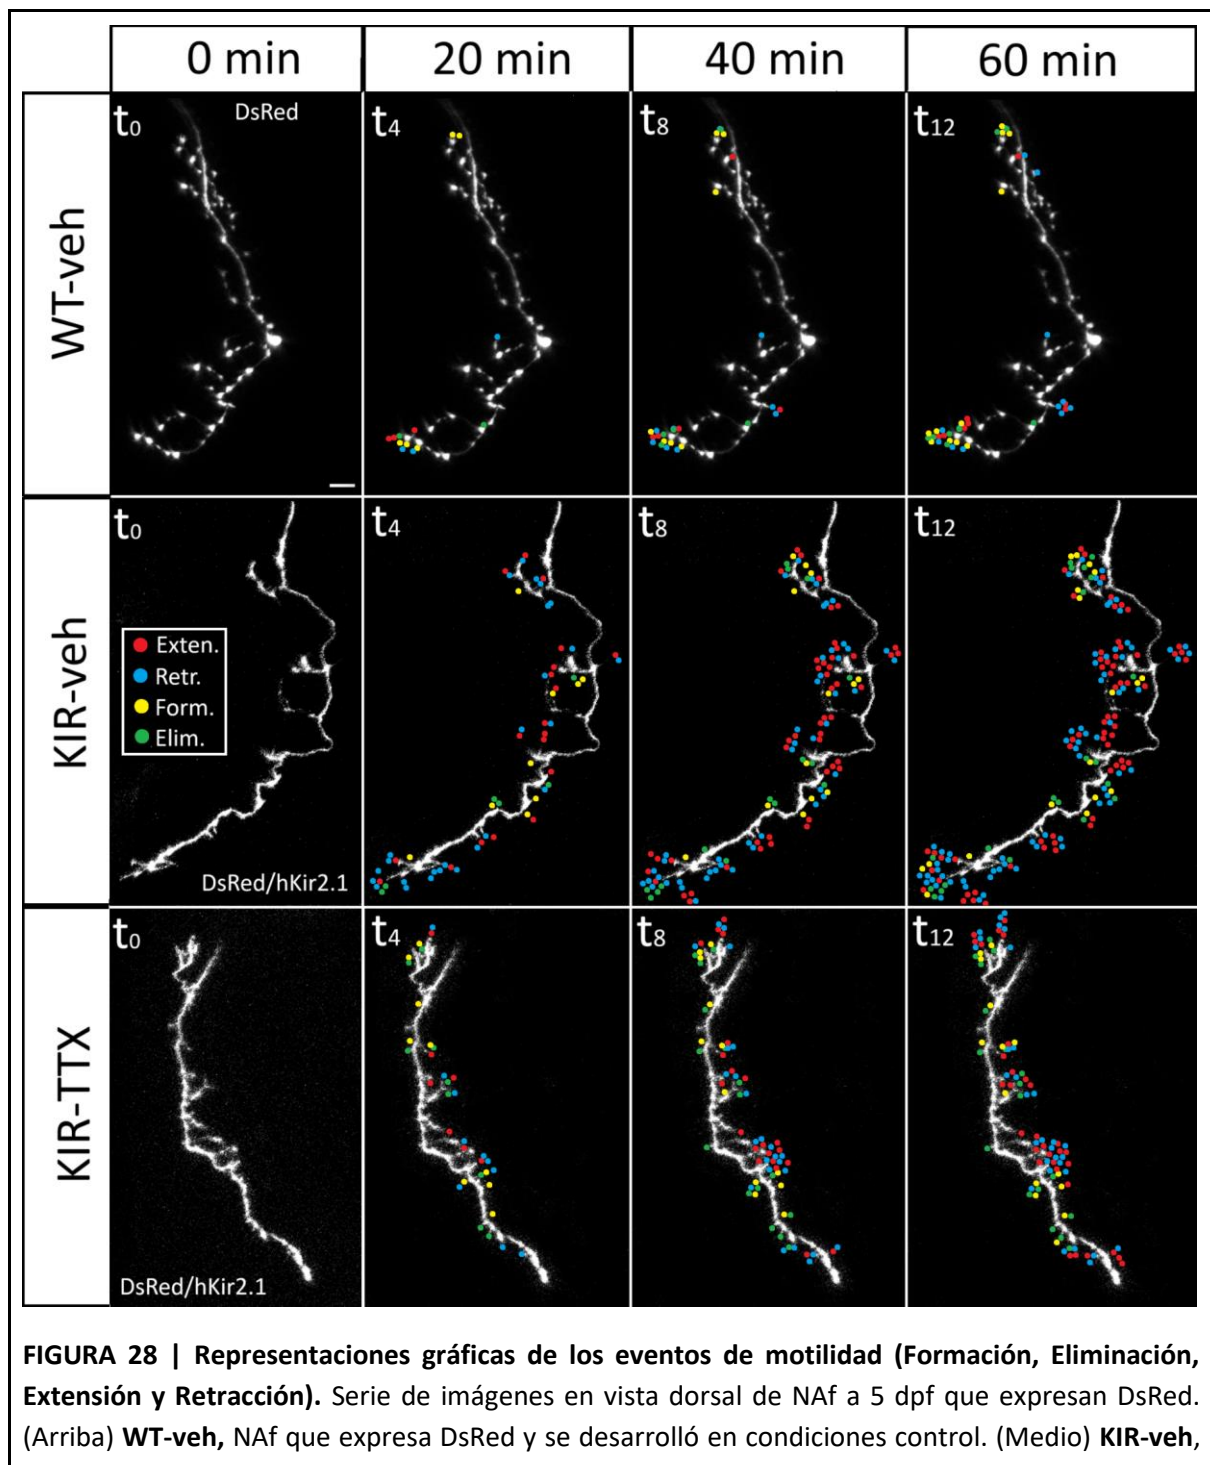 0 min 20 min 40 min 60 min
WT-veh
t0 DsRed t4 t8 t12
KIR-veh
t0 t4 t8 t12
Exten.
Retr.
Form.
Elim.
DsRed/hKir2.1
KIR-TTX
t0 t4 t8 t12
DsRed/hKir2.1
FIGURA 28 | Representaciones gráficas de los eventos de motilidad (Formación, Eliminación,
Extensión y Retracción). Serie de imágenes en vista dorsal de NAf a 5 dpf que expresan DsRed.
(Arriba) WT-veh, NAf que expresa DsRed y se desarrolló en condiciones control. (Medio) KIR-veh,